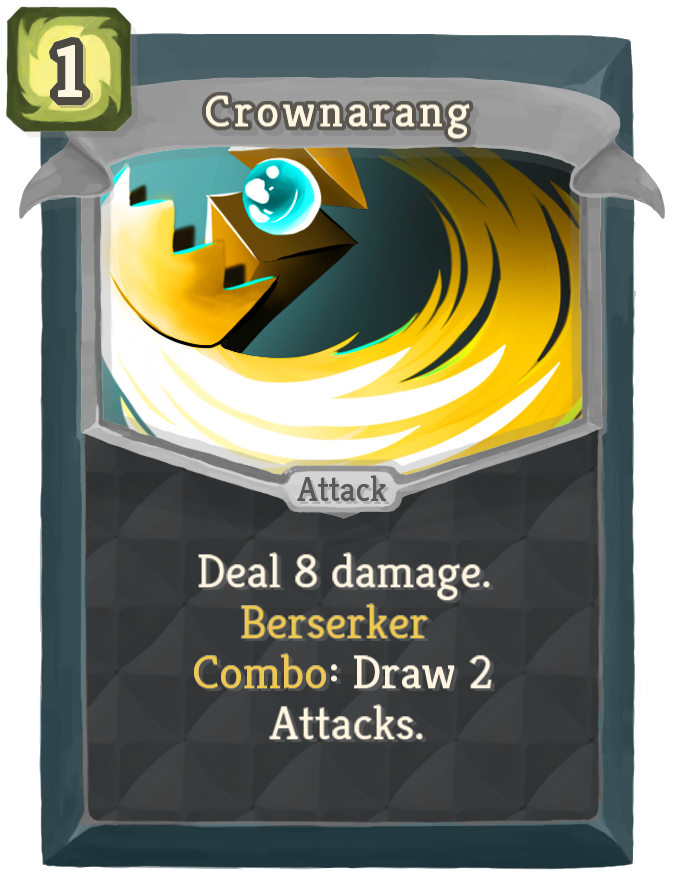 1
Crownarang
Attack
Deal 8 damage.
Berserker
Combo: Draw 2
Attacks.